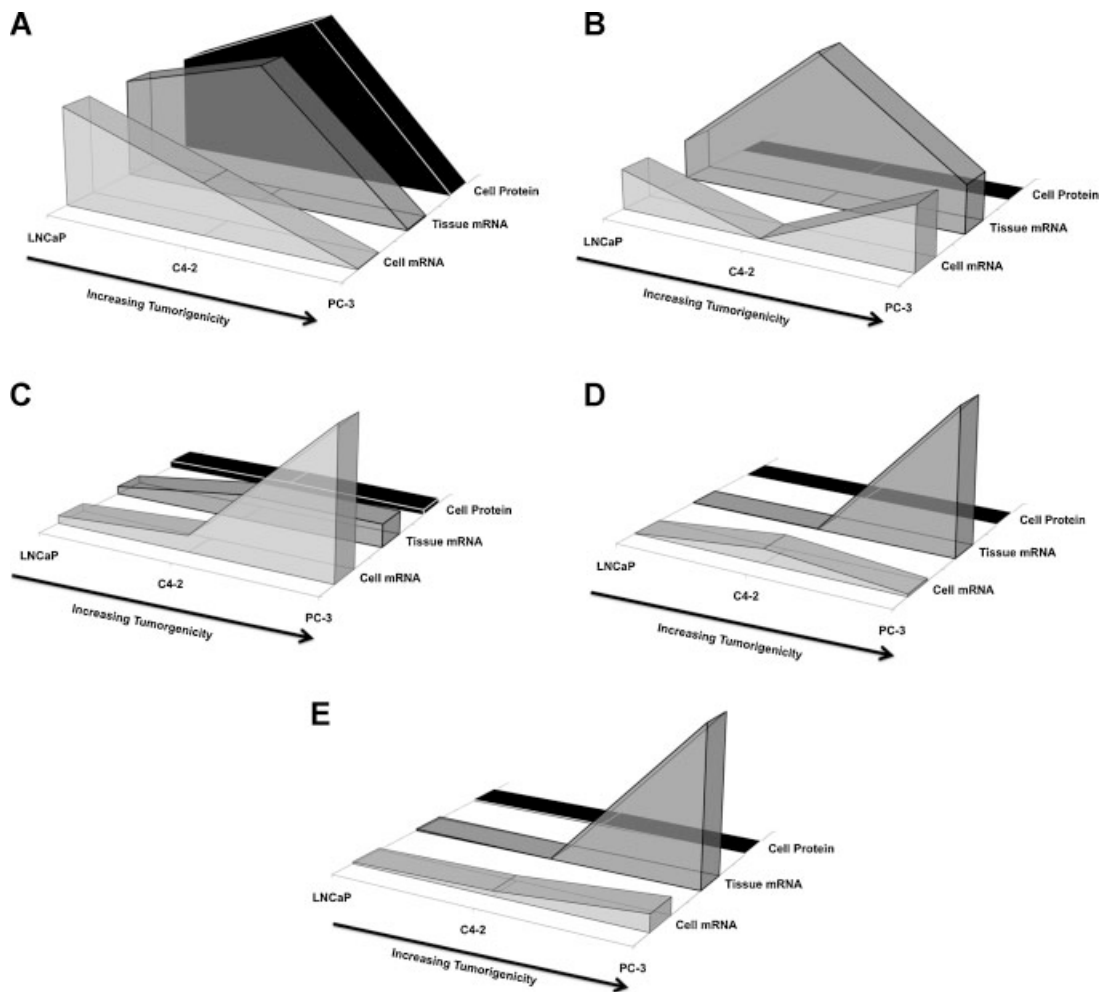 A
Cell Protein
Tissue mRNA
Cell mRNA
LNCaP
C4-2
PC-3
Increasing Tumorigenicity
B
Cell Protein
Tissue mRNA
Cell mRNA
LNCaP
C4-2
PC-3
Increasing Tumorigenicity
C
Cell Protein
Tissue mRNA
Cell mRNA
LNCaP
C4-2
PC-3
Increasing Tumorgenicity
D
Cell Protein
Tissue mRNA
Cell mRNA
LNCaP
C4-2
PC-3
Increasing Tumorigenicity
E
Cell Protein
Tissue mRNA
Cell mRNA
LNCaP
C4-2
PC-3
Increasing Tumorigenicity